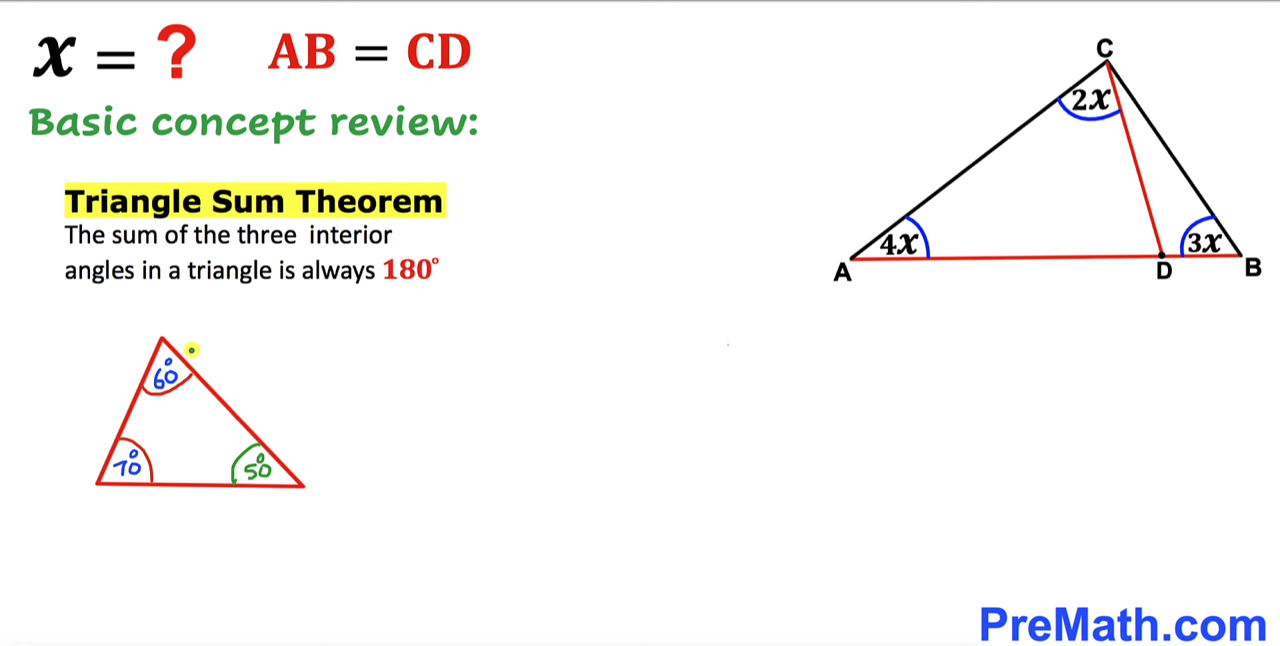 x = ? AB = CD
Basic concept review:
Triangle Sum Theorem
The sum of the three interior
angles in a triangle is always 180°
60°
70°
50°
C
2x
4x
3x
A
D
B
PreMath.com